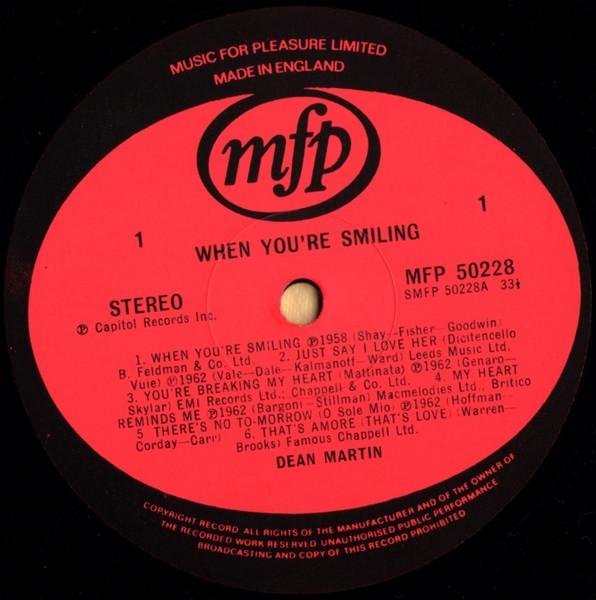 MUSIC FOR PLEASURE LIMITED
MADE IN ENGLAND
mfp
1
1
WHEN YOU'RE SMILING
MFP 50228
SMFP 50228A 33⅓
STEREO
℗ Capitol Records Inc.
1. WHEN YOU'RE SMILING ℗1958 (Shay—Fisher—Goodwin)
B. Feldman & Co. Ltd. 2. JUST SAY I LOVE HER (Dicitencello
Vuie) ℗1962 (Vale—Dale—Kalmanoff—Ward) Leeds Music Ltd.
3. YOU'RE BREAKING MY HEART (Mattinata) ℗1962 (Genaro—
Skylar) EMI Records Ltd.; Chappell & Co. Ltd. 4. MY HEART
REMINDS ME ℗1962 (Bargoni—Stillman) Macmelodies Ltd., Britico
5 THERE'S NO TO-MORROW (O Sole Mio) ℗1962 (Hoffman—
Corday—Carr) 6. THAT'S AMORE (THAT'S LOVE) (Warren—
Brooks) Famous Chappell Ltd.
DEAN MARTIN
COPYRIGHT RECORD ALL RIGHTS OF THE MANUFACTURER AND OF THE OWNER OF
THE RECORDED WORK RESERVED UNAUTHORISED PUBLIC PERFORMANCE
BROADCASTING AND COPY OF THIS RECORD PROHIBITED